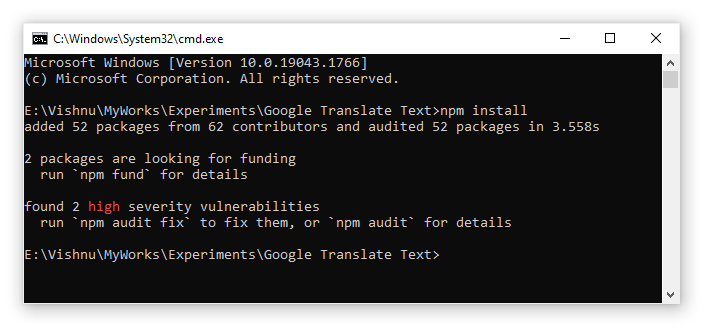 C:\Windows\System32\cmd.exe
Microsoft Windows [Version 10.0.19043.1766]
(c) Microsoft Corporation. All rights reserved.
E:\Vishnu\MyWorks\Experiments\Google Translate Text>npm install
added 52 packages from 62 contributors and audited 52 packages in 3.558s
2 packages are looking for funding
  run `npm fund` for details
found 2 high severity vulnerabilities
  run `npm audit fix` to fix them, or `npm audit` for details
E:\Vishnu\MyWorks\Experiments\Google Translate Text>